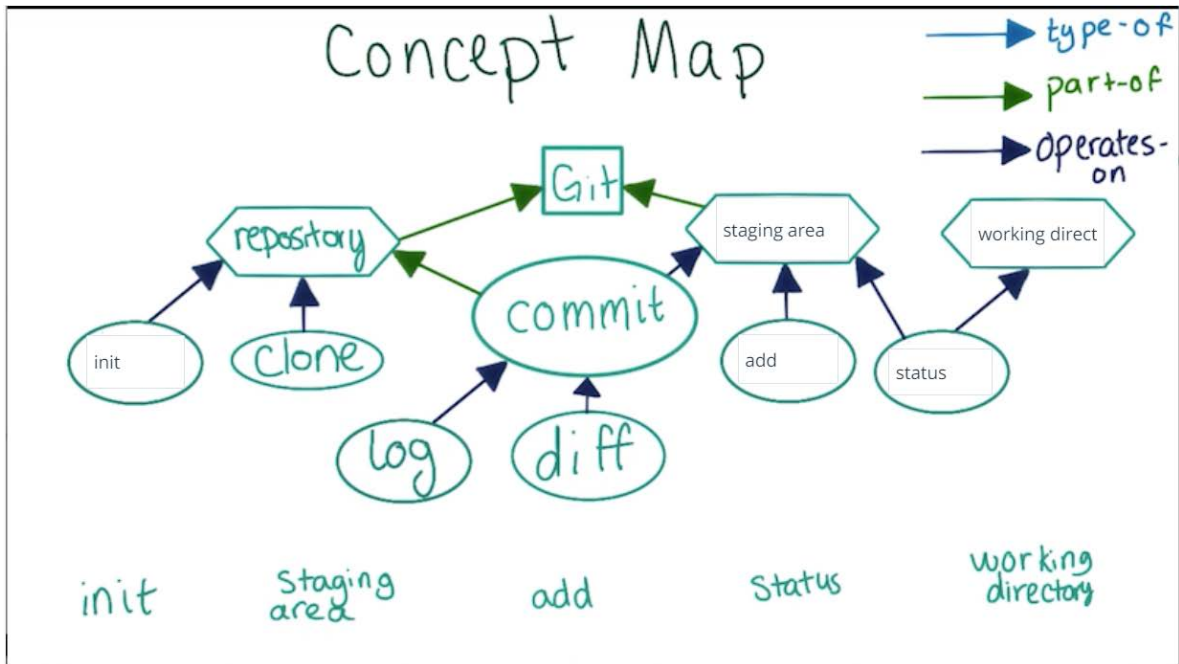 Concept Map
type-of
part-of
operates-
on
Git
repository
staging area
working direct
commit
init
clone
add
status
log
diff
init
staging
area
add
status
working
directory